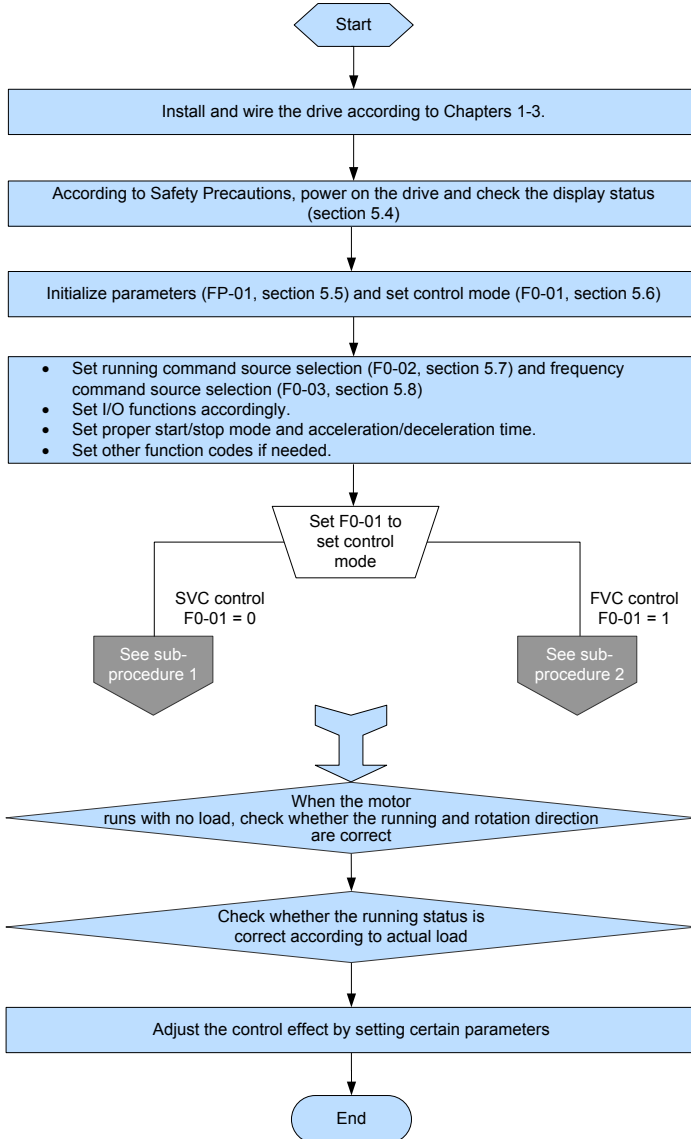 Start
Install and wire the drive according to Chapters 1-3.
According to Safety Precautions, power on the drive and check the display status
(section 5.4)
Initialize parameters (FP-01, section 5.5) and set control mode (F0-01, section 5.6)
• Set running command source selection (F0-02, section 5.7) and frequency
command source selection (F0-03, section 5.8)
• Set I/O functions accordingly.
• Set proper start/stop mode and acceleration/deceleration time.
• Set other function codes if needed.
Set F0-01 to
set control
mode
SVC control
F0-01 = 0
FVC control
F0-01 = 1
See sub-
procedure 1
See sub-
procedure 2
When the motor
runs with no load, check whether the running and rotation direction
are correct
Check whether the running status is
correct according to actual load
Adjust the control effect by setting certain parameters
End